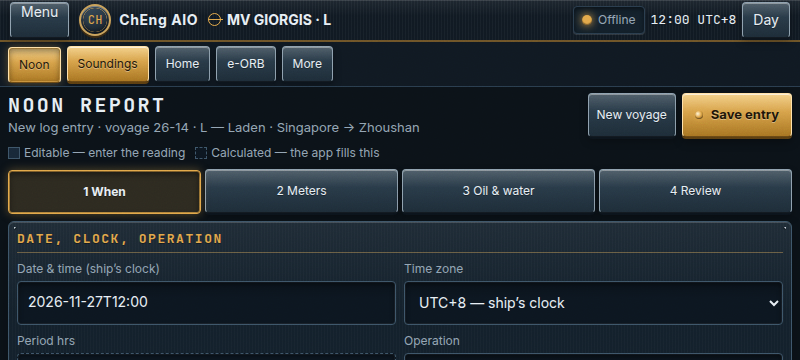 Menu
CH
ChEng AIO
MV GIORGIS · L
Offline
12:00 UTC+8
Day
Noon
Soundings
Home
e-ORB
More
NOON REPORT
New log entry · voyage 26-14 · L — Laden · Singapore → Zhoushan
New voyage
Save entry
Editable — enter the reading
Calculated — the app fills this
1 When
2 Meters
3 Oil & water
4 Review
DATE, CLOCK, OPERATION
Date & time (ship's clock)
Time zone
2026-11-27T12:00
UTC+8 — ship's clock
Period hrs
Operation